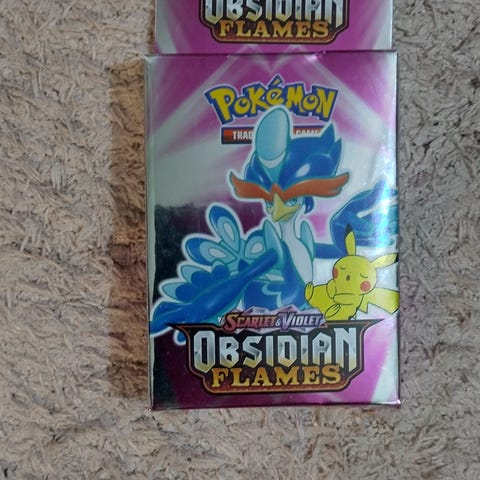 OBSIDIAN
FLAMES
POKéMON
TRAD GAME
SCARLET & VIOLET
OBSIDIAN
FLAMES